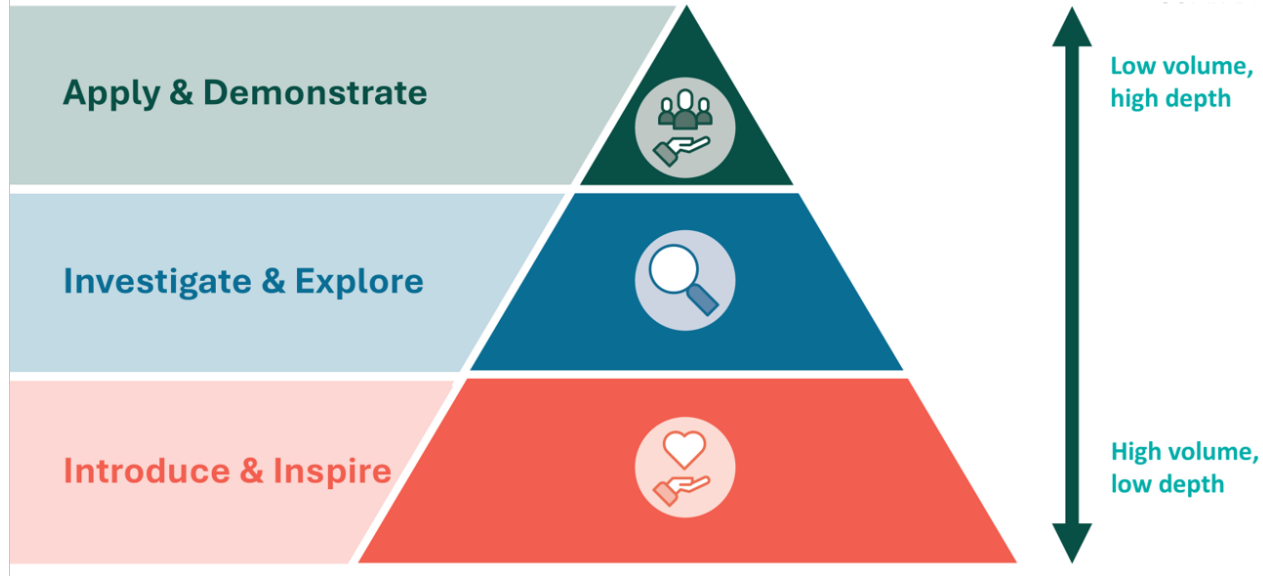 Apply & Demonstrate
Low volume,
high depth
Investigate & Explore
Introduce & Inspire
High volume,
low depth